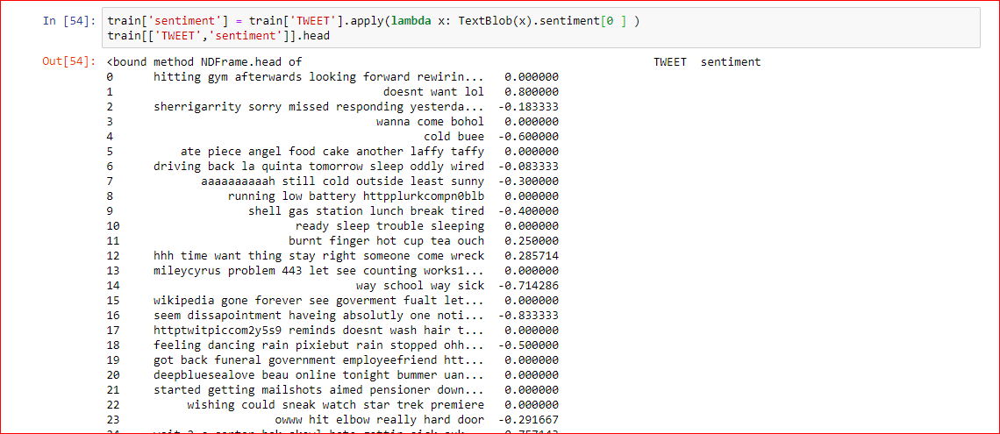 In [54]: train['sentiment'] = train['TWEET'].apply(lambda x: TextBlob(x).sentiment[0 ] )
train[['TWEET','sentiment']].head
Out[54]: <bound method NDFrame.head of TWEET sentiment
0 hitting gym afterwards looking forward rewirin... 0.000000
1 doesnt want lol 0.800000
2 sherrigarrity sorry missed responding yesterda... -0.183333
3 wanna come bohol 0.000000
4 cold buee -0.600000
5 ate piece angel food cake another laffy taffy 0.000000
6 driving back la quinta tomorrow sleep oddly wired -0.083333
7 aaaaaaaaaah still cold outside least sunny -0.300000
8 running low battery httpplurkcompn0blb 0.000000
9 shell gas station lunch break tired -0.400000
10 ready sleep trouble sleeping 0.000000
11 burnt finger hot cup tea ouch 0.250000
12 hhh time want thing stay right someone come wreck 0.285714
13 mileycyrus problem 443 let see counting works1... 0.000000
14 way school way sick -0.714286
15 wikipedia gone forever see goverment fualt let... 0.000000
16 seem dissapointment haveing absolutly one noti... -0.833333
17 httptwitpiccom2y5s9 reminds doesnt wash hair t... 0.000000
18 feeling dancing rain pixiebut rain stopped ohh... -0.500000
19 got back funeral government employeefriend htt... 0.000000
20 deepbluesealove beau online tonight bummer uan... 0.000000
21 started getting mailshots aimed pensioner down... 0.000000
22 wishing could sneak watch star trek premiere 0.000000
23 owww hit elbow really hard door -0.291667